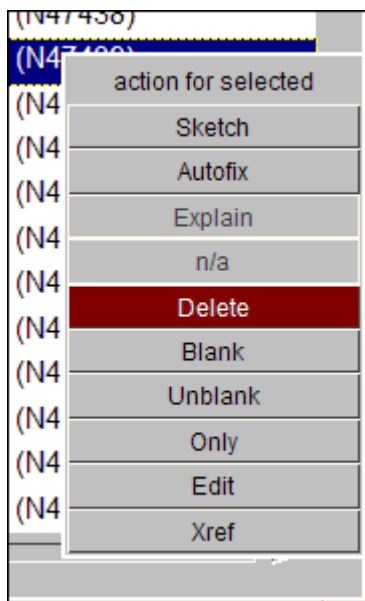 (N47438)
(N4
action for selected
(N4
Sketch
(N4
Autofix
(N4
Explain
(N4
n/a
(N4
Delete
(N4
Blank
(N4
Unblank
(N4
Only
(N4
Edit
(N4
Xref